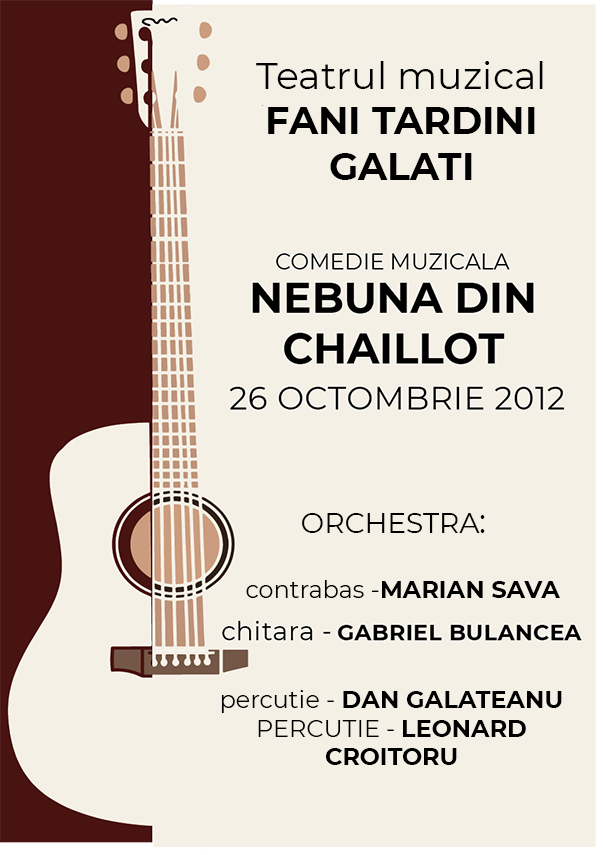 Teatrul muzical
FANI TARDINI
GALATI
COMEDIE MUZICALA
NEBUNA DIN
CHAILLOT
26 OCTOMBRIE 2012
ORCHESTRA:
contrabas -MARIAN SAVA
chitara - GABRIEL BULANCEA
percutie - DAN GALATEANU
PERCUTIE - LEONARD
CROITORU